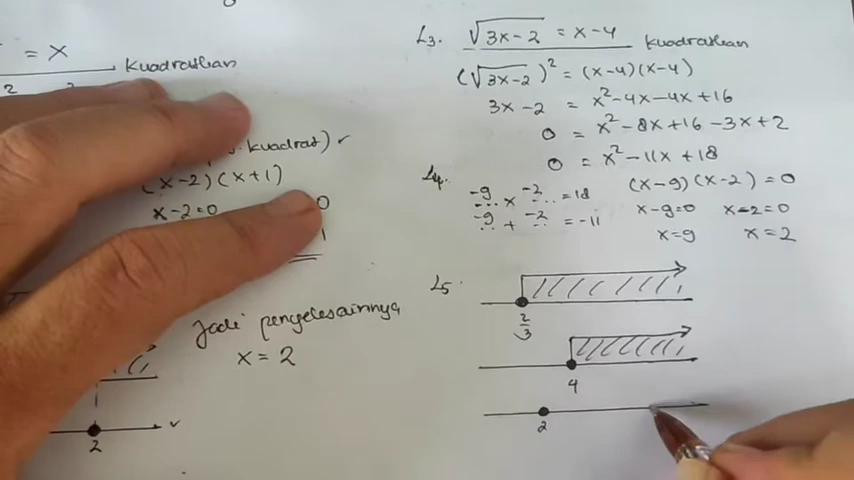 = x
kuadratkan
2
. kuadrat) ✓
(x-2)(x+1)
x-2=0
0
1
Jadi penyelesaiannya
x = 2
2
L3. √3x-2 = x-4 kuadratkan
(√3x-2)² = (x-4)(x-4)
3x-2 = x²-4x-4x+16
0 = x²-8x+16-3x+2
0 = x²-11x+18
L4. -9 x -2 = 18 (x-9)(x-2)=0
-9 + -2 = -11 x-9=0 x-2=0
x=9 x=2
L5.
2/3
4
2